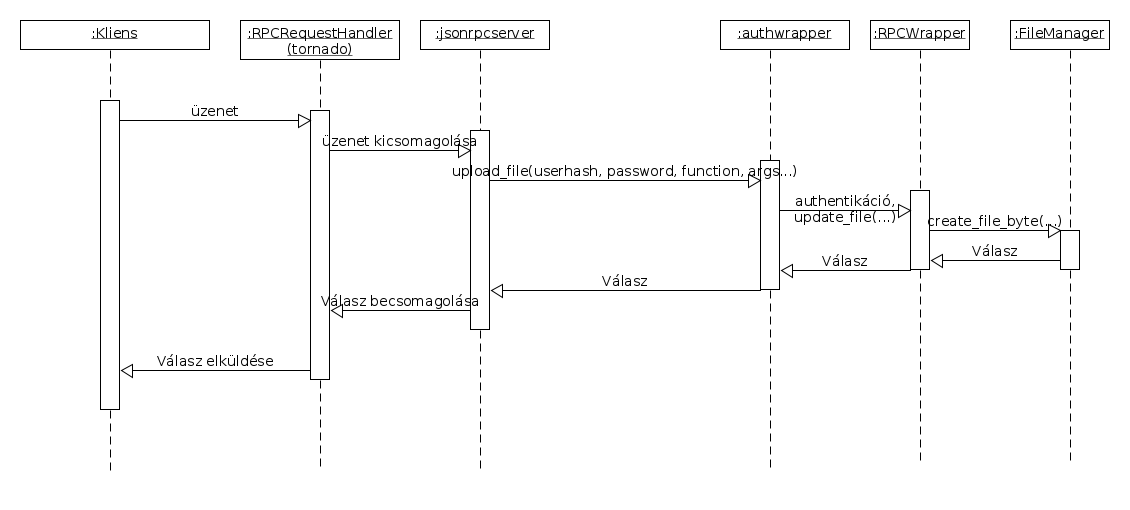 :Kliens
:RPCRequestHandler
(tornado)
:jsonrpcserver
:authwrapper
:RPCWrapper
:FileManager
üzenet
üzenet kicsomagolása
upload_file(userhash, password, function, args...)
authentikáció,
update_file(...)
create_file_byte(...)
Válasz
Válasz
Válasz
Válasz becsomagolása
Válasz elküldése